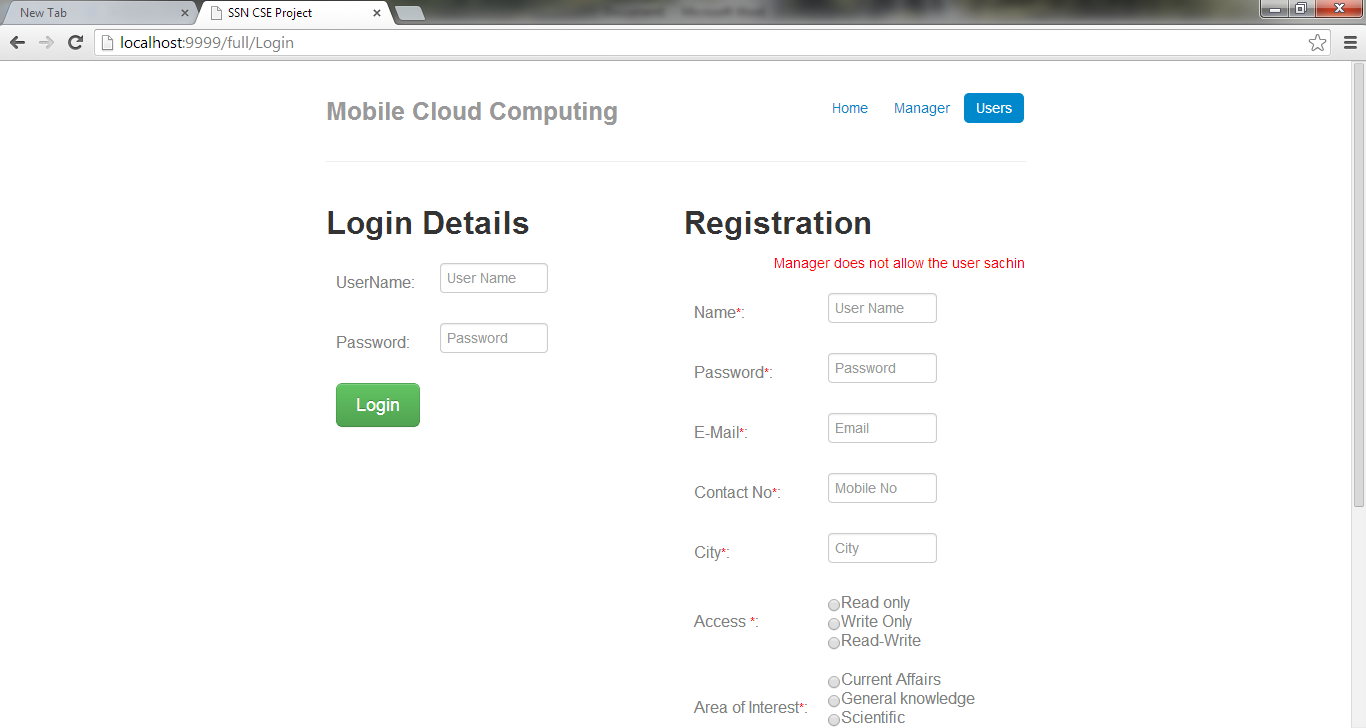 New Tab
SSN CSE Project
localhost:9999/full/Login
Mobile Cloud Computing
Home
Manager
Users
Login Details
UserName:
User Name
Password:
Password
Login
Registration
Manager does not allow the user sachin
Name*:
User Name
Password*:
Password
E-Mail*:
Email
Contact No*:
Mobile No
City*:
City
Access *:
Read only
Write Only
Read-Write
Area of Interest*:
Current Affairs
General knowledge
Scientific